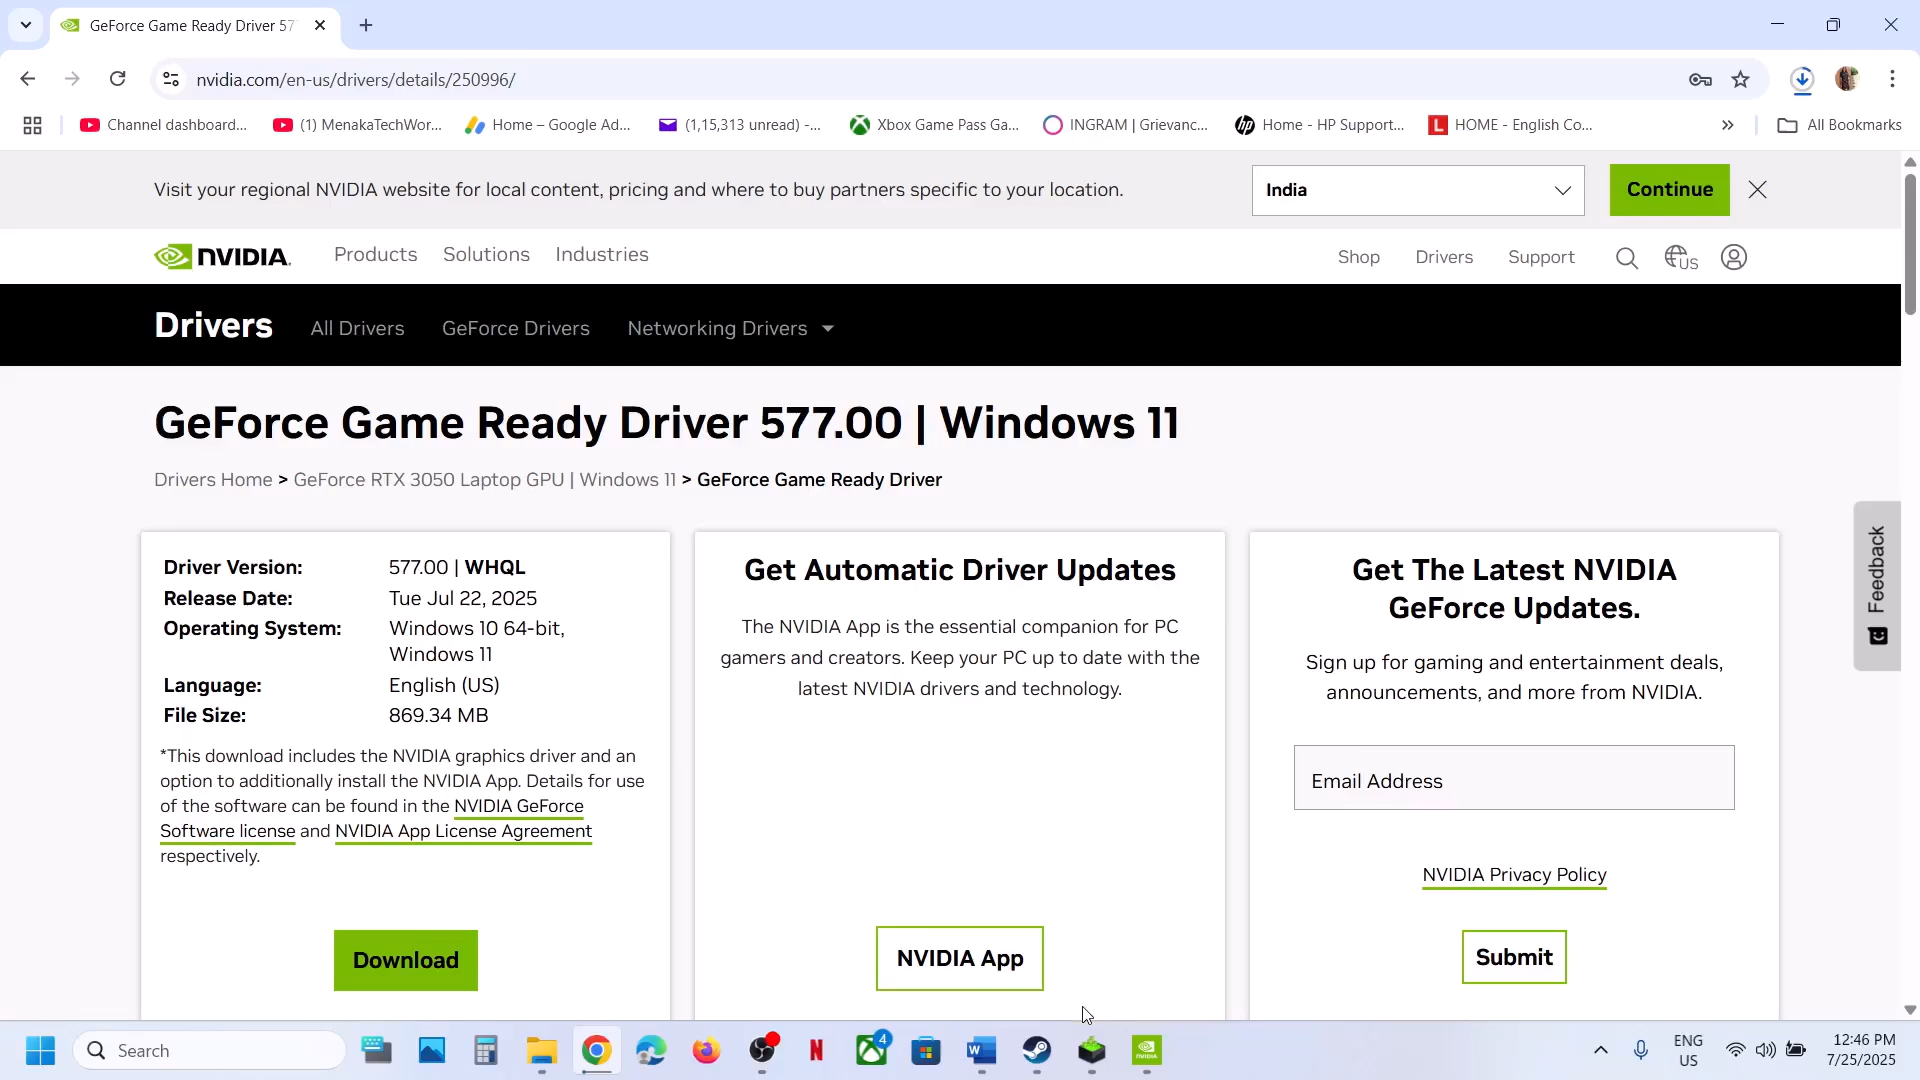 GeForce Game Ready Driver 57
nvidia.com/en-us/drivers/details/250996/
Channel dashboard...
(1) MenakaTechWor...
Home – Google Ad...
(1,15,313 unread) -...
Xbox Game Pass Ga...
INGRAM | Grievanc...
Home - HP Support...
HOME - English Co...
All Bookmarks
Visit your regional NVIDIA website for local content, pricing and where to buy partners specific to your location.
India
Continue
NVIDIA.
Products
Solutions
Industries
Shop
Drivers
Support
US
Drivers
All Drivers
GeForce Drivers
Networking Drivers
GeForce Game Ready Driver 577.00 | Windows 11
Drivers Home > GeForce RTX 3050 Laptop GPU | Windows 11 > GeForce Game Ready Driver
Driver Version: 577.00 | WHQL
Release Date: Tue Jul 22, 2025
Operating System: Windows 10 64-bit,
Windows 11
Language: English (US)
File Size: 869.34 MB
*This download includes the NVIDIA graphics driver and an
option to additionally install the NVIDIA App. Details for use
of the software can be found in the NVIDIA GeForce
Software license and NVIDIA App License Agreement
respectively.
Download
Get Automatic Driver Updates
The NVIDIA App is the essential companion for PC
gamers and creators. Keep your PC up to date with the
latest NVIDIA drivers and technology.
NVIDIA App
Get The Latest NVIDIA
GeForce Updates.
Sign up for gaming and entertainment deals,
announcements, and more from NVIDIA.
Email Address
NVIDIA Privacy Policy
Submit
Feedback
Search
4
ENG
US
12:46 PM
7/25/2025